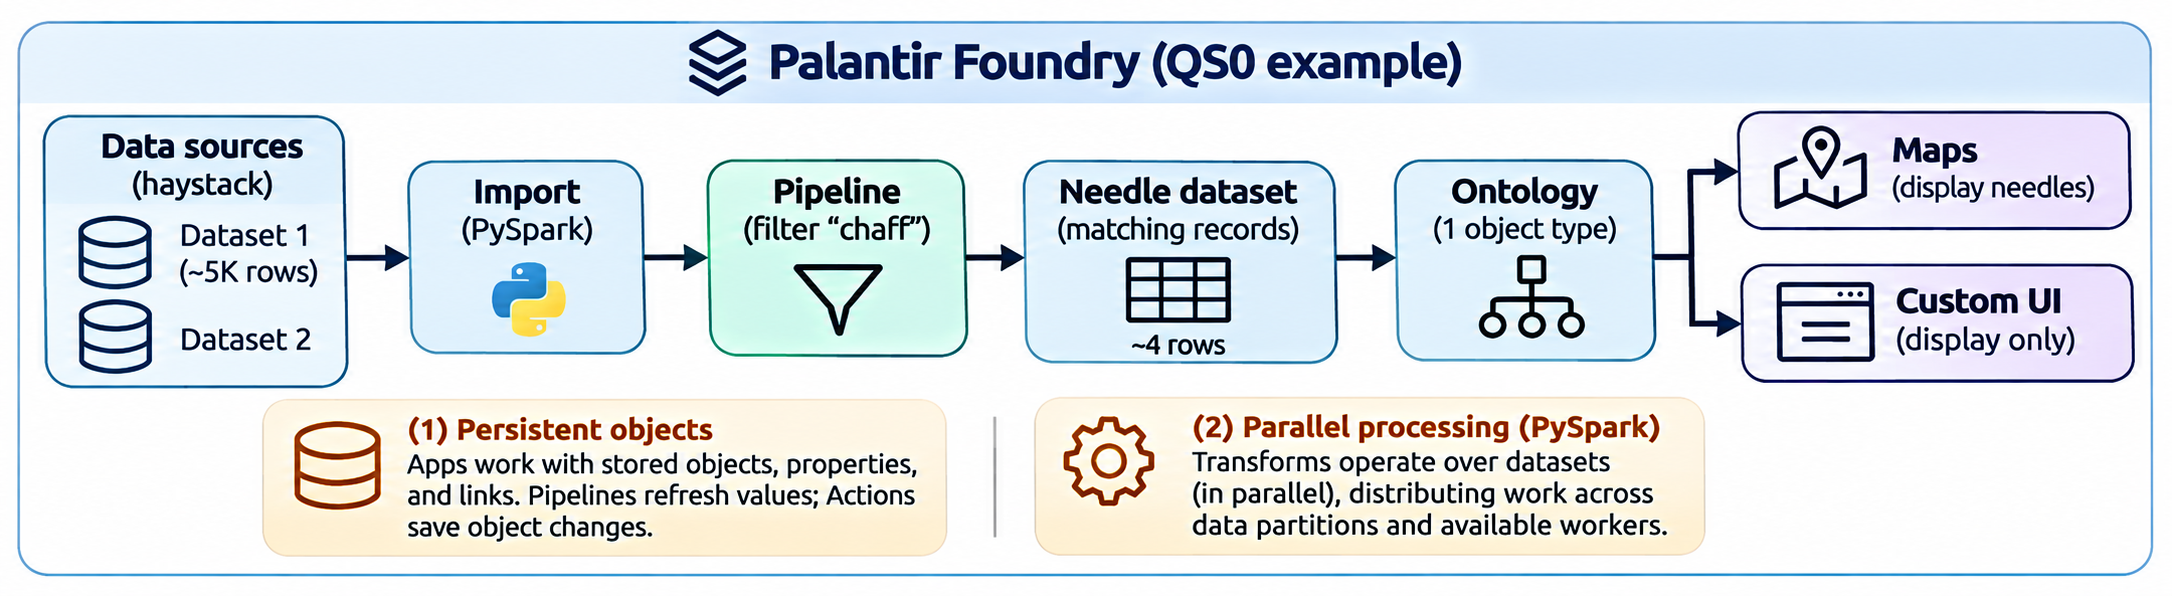 Palantir Foundry (QS0 example)
Data sources
(haystack)
Dataset 1
(~5K rows)
Dataset 2
Import
(PySpark)
Pipeline
(filter “chaff”)
Needle dataset
(matching records)
~4 rows
Ontology
(1 object type)
Maps
(display needles)
Custom UI
(display only)
(1) Persistent objects
Apps work with stored objects, properties,
and links. Pipelines refresh values; Actions
save object changes.
(2) Parallel processing (PySpark)
Transforms operate over datasets
(in parallel), distributing work across
data partitions and available workers.